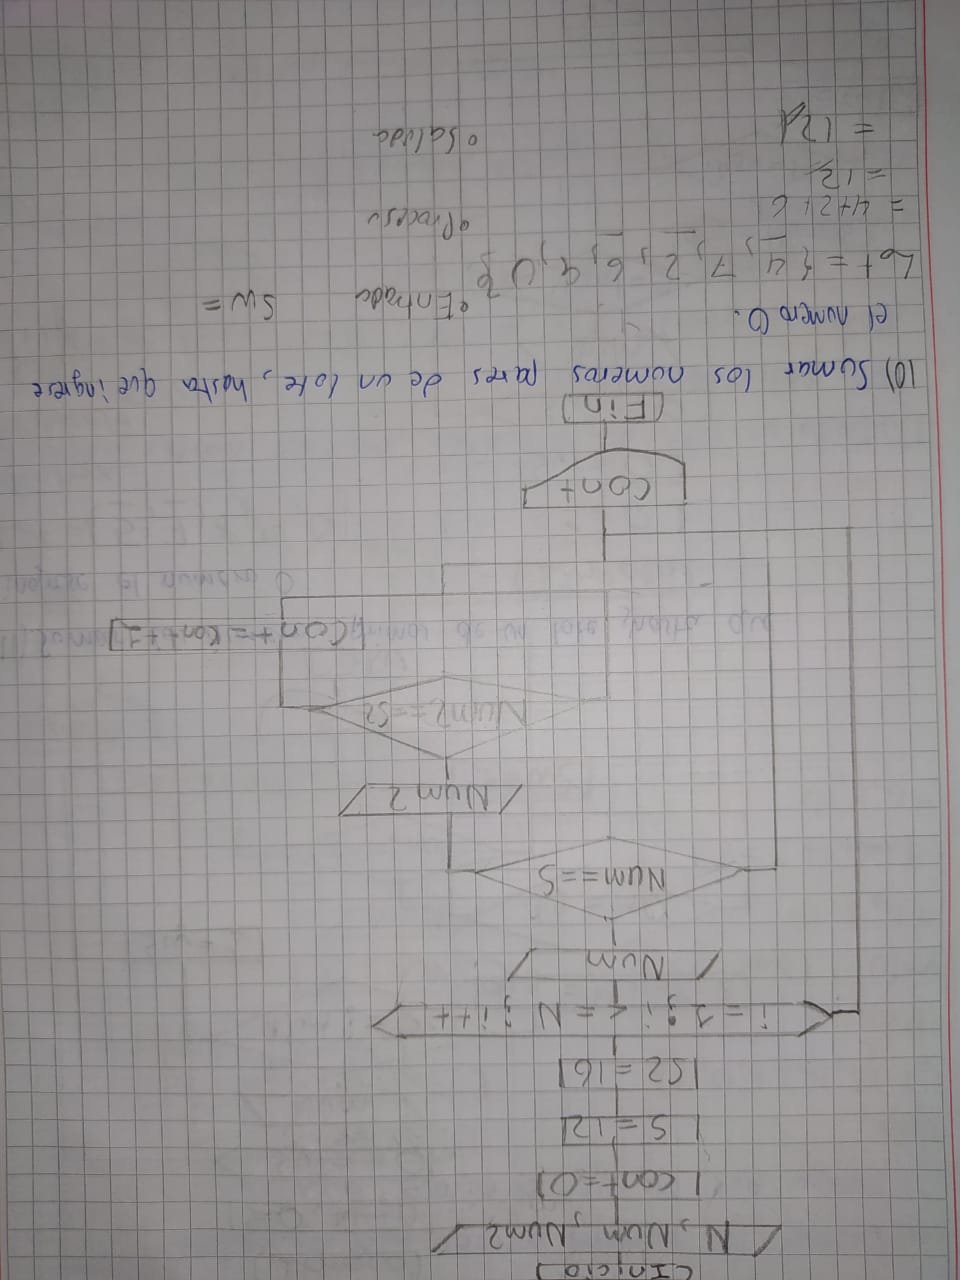 Inicio
N, Num, Num2
Cont=0
S=12
S2=16
i=1; i<=N; i++
Num
Num==S
Num2
Num2==S2
Cont=Cont+1
Cont
Fin
10) Sumar los numeros pares de un lote, hasta que ingrese
el numero 0.
Lot = { 4, 7, 2, 6, 9, 0 }
= 4+2+6
= 12
= 12
•Entrada
SW=
•Proceso
•Salida